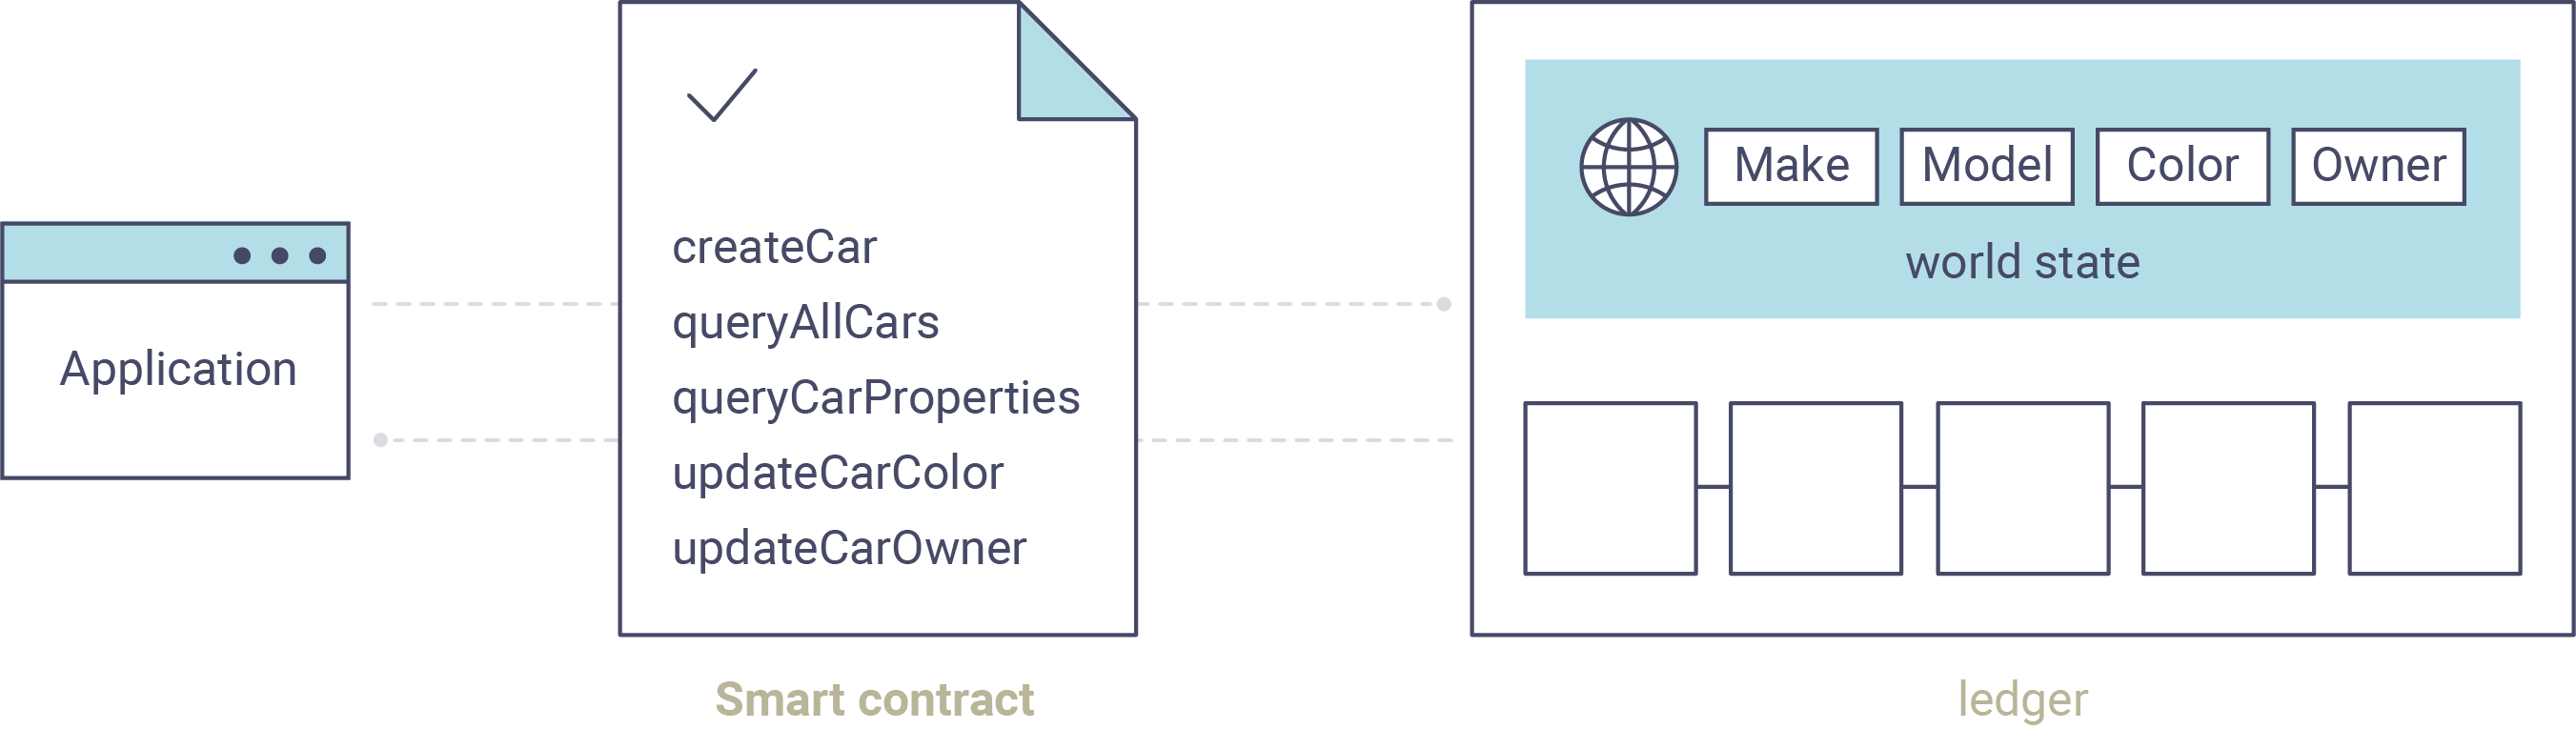 Application
createCar
queryAllCars
queryCarProperties
updateCarColor
updateCarOwner
Smart contract
Make Model Color Owner
world state
ledger